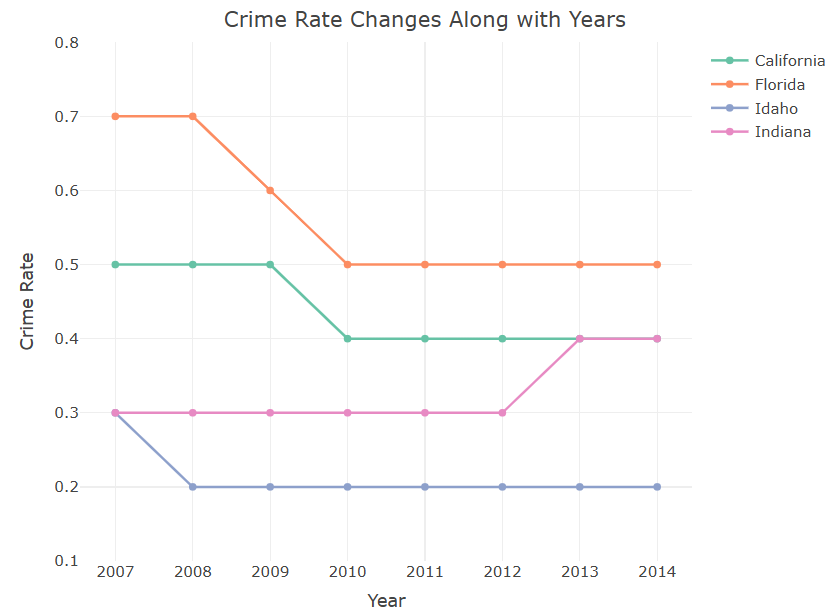 Crime Rate Changes Along with Years
California
Florida
Idaho
Indiana
0.8
0.7
0.6
0.5
0.4
0.3
0.2
0.1
Crime Rate
2007 2008 2009 2010 2011 2012 2013 2014
Year